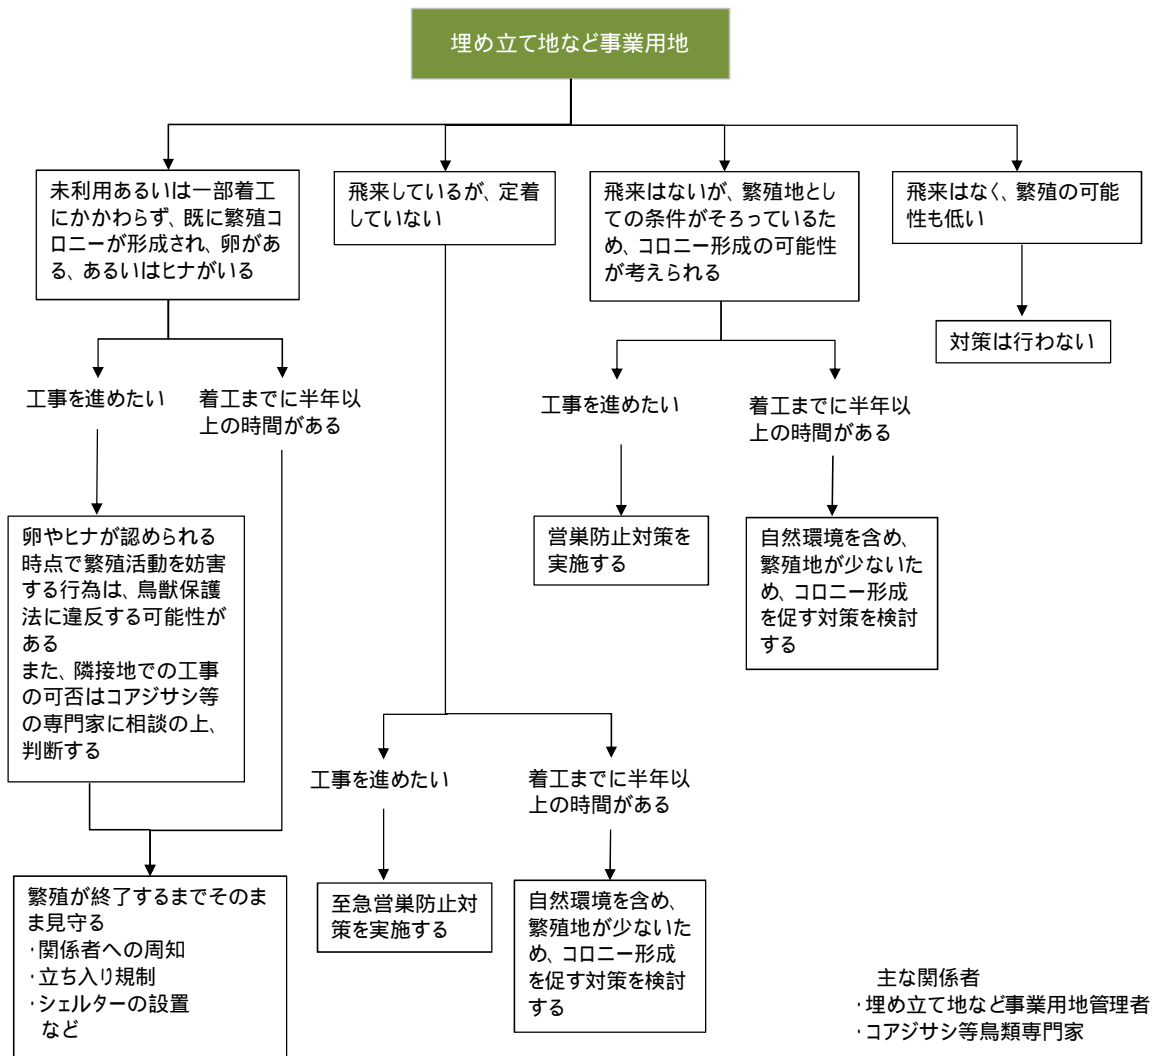 埋め立て地など事業用地
未利用あるいは一部着工
にかかわらず、既に繁殖コ
ロニーが形成され、卵があ
る、あるいはヒナがいる
飛来しているが、定着
していない
飛来はないが、繁殖地とし
ての条件がそろっているた
め、コロニー形成の可能性
が考えられる
飛来はなく、繁殖の可能
性も低い
対策は行わない
工事を進めたい
着工までに半年以
上の時間がある
工事を進めたい
着工までに半年以
上の時間がある
卵やヒナが認められる
時点で繁殖活動を妨害
する行為は、鳥獣保護
法に違反する可能性が
ある
また、隣接地での工事
の可否はコアジサシ等
の専門家に相談の上、
判断する
営巣防止対策を
実施する
自然環境を含め、
繁殖地が少ないた
め、コロニー形成
を促す対策を検討
する
工事を進めたい
着工までに半年以
上の時間がある
繁殖が終了するまでそのま
ま見守る
・関係者への周知
・立ち入り規制
・シェルターの設置
など
至急営巣防止対
策を実施する
自然環境を含め、
繁殖地が少ないた
め、コロニー形成
を促す対策を検討
する
主な関係者
・埋め立て地など事業用地管理者
・コアジサシ等鳥類専門家